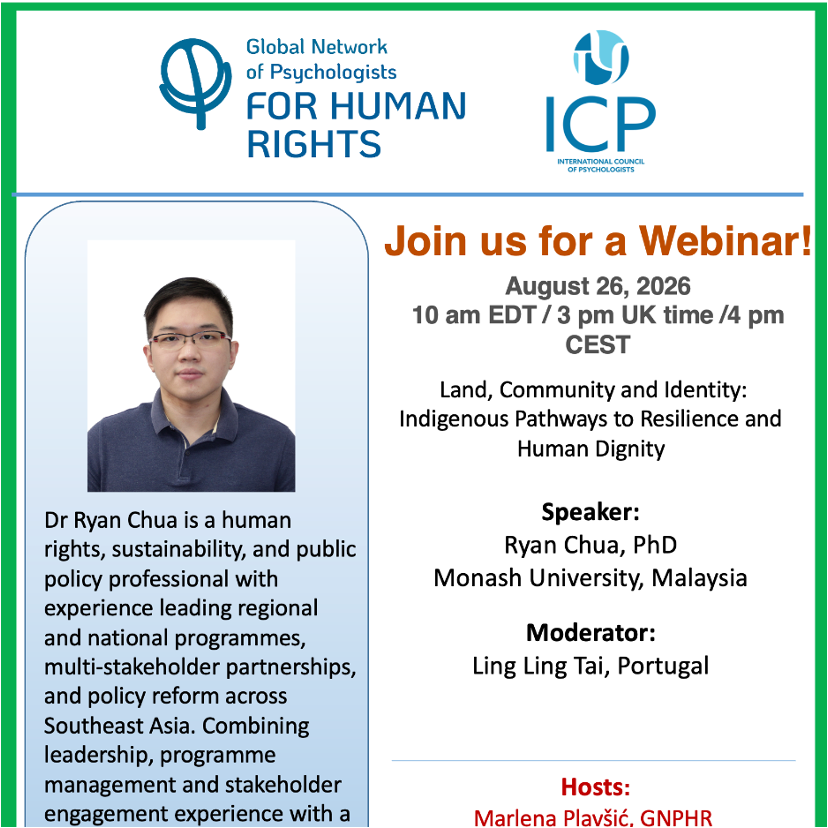 Global Network
of Psychologists
FOR HUMAN
RIGHTS
ICP
INTERNATIONAL COUNCIL
OF PSYCHOLOGISTS
Dr Ryan Chua is a human
rights, sustainability, and public
policy professional with
experience leading regional
and national programmes,
multi-stakeholder partnerships,
and policy reform across
Southeast Asia. Combining
leadership, programme
management and stakeholder
engagement experience with a
Join us for a Webinar!
August 26, 2026
10 am EDT / 3 pm UK time /4 pm
CEST
Land, Community and Identity:
Indigenous Pathways to Resilience and
Human Dignity
Speaker:
Ryan Chua, PhD
Monash University, Malaysia
Moderator:
Ling Ling Tai, Portugal
Hosts:
Marlena Plavšić, GNPHR